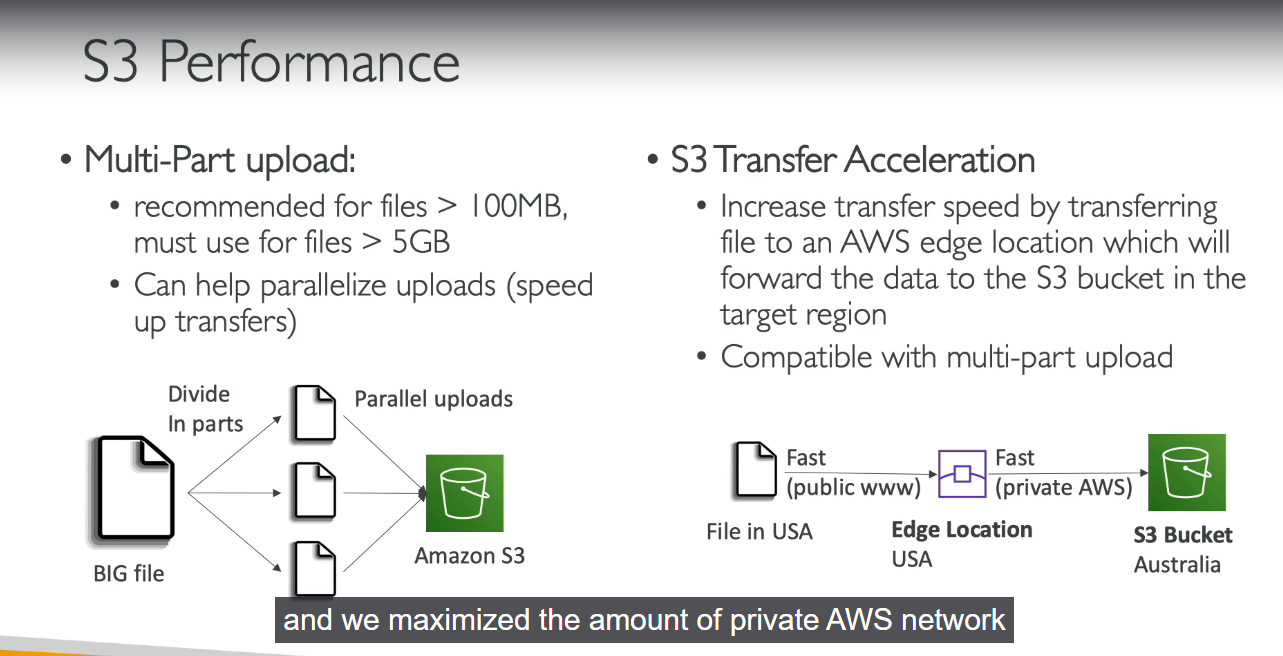 S3 Performance
• Multi-Part upload:
• recommended for files > 100MB,
must use for files > 5GB
• Can help parallelize uploads (speed
up transfers)
Divide
In parts
Parallel uploads
BIG file
Amazon S3
• S3 Transfer Acceleration
• Increase transfer speed by transferring
file to an AWS edge location which will
forward the data to the S3 bucket in the
target region
• Compatible with multi-part upload
Fast
(public www)
Fast
(private AWS)
File in USA
Edge Location
USA
S3 Bucket
Australia
and we maximized the amount of private AWS network